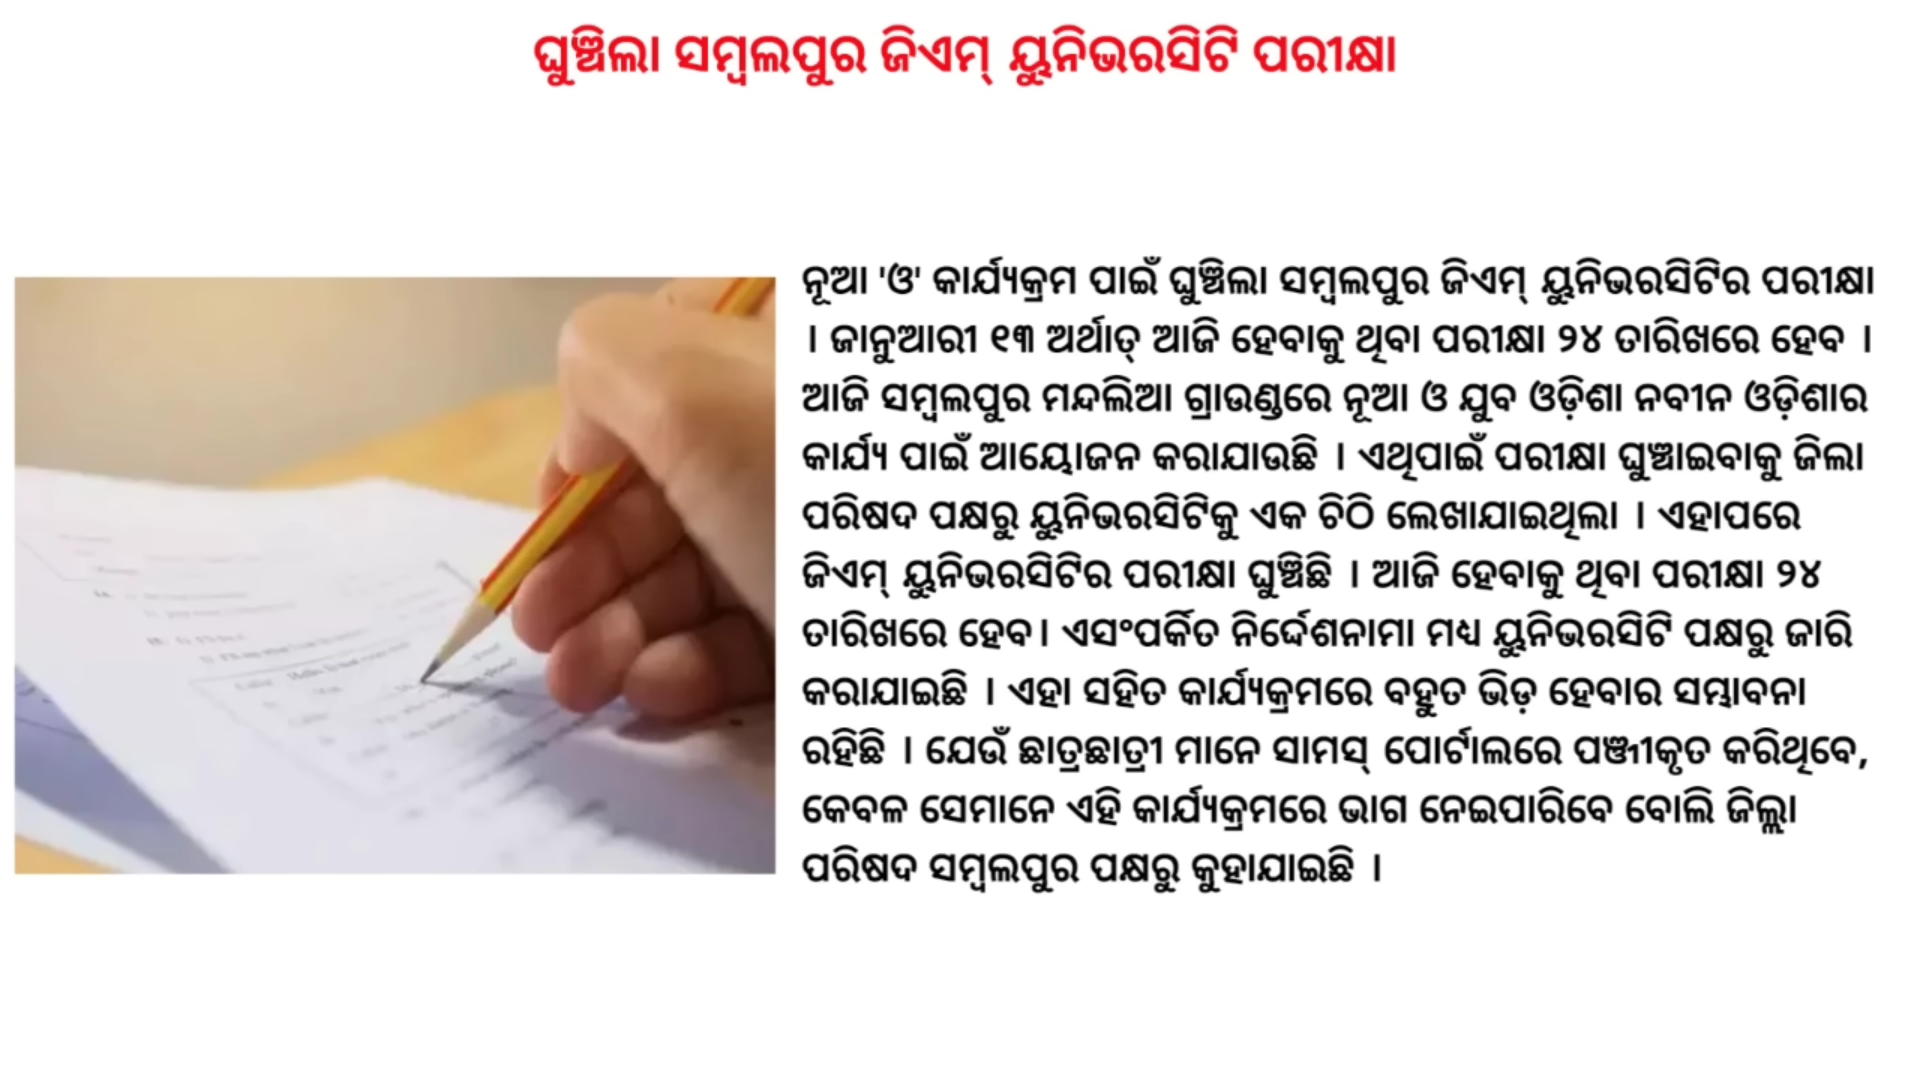 ଘୁଞ୍ଚିଲା ସମ୍ବଲପୁର ଜିଏମ୍ ୟୁନିଭରସିଟି ପରୀକ୍ଷା
ନୂଆ 'ଓ' କାର୍ଯ୍ୟକ୍ରମ ପାଇଁ ଘୁଞ୍ଚିଲା ସମ୍ବଲପୁର ଜିଏମ୍ ୟୁନିଭରସିଟିର ପରୀକ୍ଷା
। ଜାନୁଆରୀ ୧୩ ଅର୍ଥାତ୍ ଆଜି ହେବାକୁ ଥିବା ପରୀକ୍ଷା ୨୪ ତାରିଖରେ ହେବ ।
ଆଜି ସମ୍ବଲପୁର ମନ୍ଦଲିଆ ଗ୍ରାଉଣ୍ଡରେ ନୂଆ ଓ ଯୁବ ଓଡ଼ିଶା ନବୀନ ଓଡ଼ିଶାର
କାର୍ଯ୍ୟ ପାଇଁ ଆୟୋଜନ କରାଯାଉଛି । ଏଥିପାଇଁ ପରୀକ୍ଷା ଘୁଞ୍ଚାଇବାକୁ ଜିଲା
ପରିଷଦ ପକ୍ଷରୁ ୟୁନିଭରସିଟିକୁ ଏକ ଚିଠି ଲେଖାଯାଇଥିଲା । ଏହାପରେ
ଜିଏମ୍ ୟୁନିଭରସିଟିର ପରୀକ୍ଷା ଘୁଞ୍ଚିଛି । ଆଜି ହେବାକୁ ଥିବା ପରୀକ୍ଷା ୨୪
ତାରିଖରେ ହେବ। ଏସଂପର୍କିତ ନିର୍ଦ୍ଦେଶନାମା ମଧ୍ୟ ୟୁନିଭରସିଟି ପକ୍ଷରୁ ଜାରି
କରାଯାଇଛି । ଏହା ସହିତ କାର୍ଯ୍ୟକ୍ରମରେ ବହୁତ ଭିଡ଼ ହେବାର ସମ୍ଭାବନା
ରହିଛି । ଯେଉଁ ଛାତ୍ରଛାତ୍ରୀ ମାନେ ସାମସ୍ ପୋର୍ଟାଲରେ ପଞ୍ଜୀକୃତ କରିଥିବେ,
କେବଳ ସେମାନେ ଏହି କାର୍ଯ୍ୟକ୍ରମରେ ଭାଗ ନେଇପାରିବେ ବୋଲି ଜିଲ୍ଲା
ପରିଷଦ ସମ୍ବଲପୁର ପକ୍ଷରୁ କୁହାଯାଇଛି ।